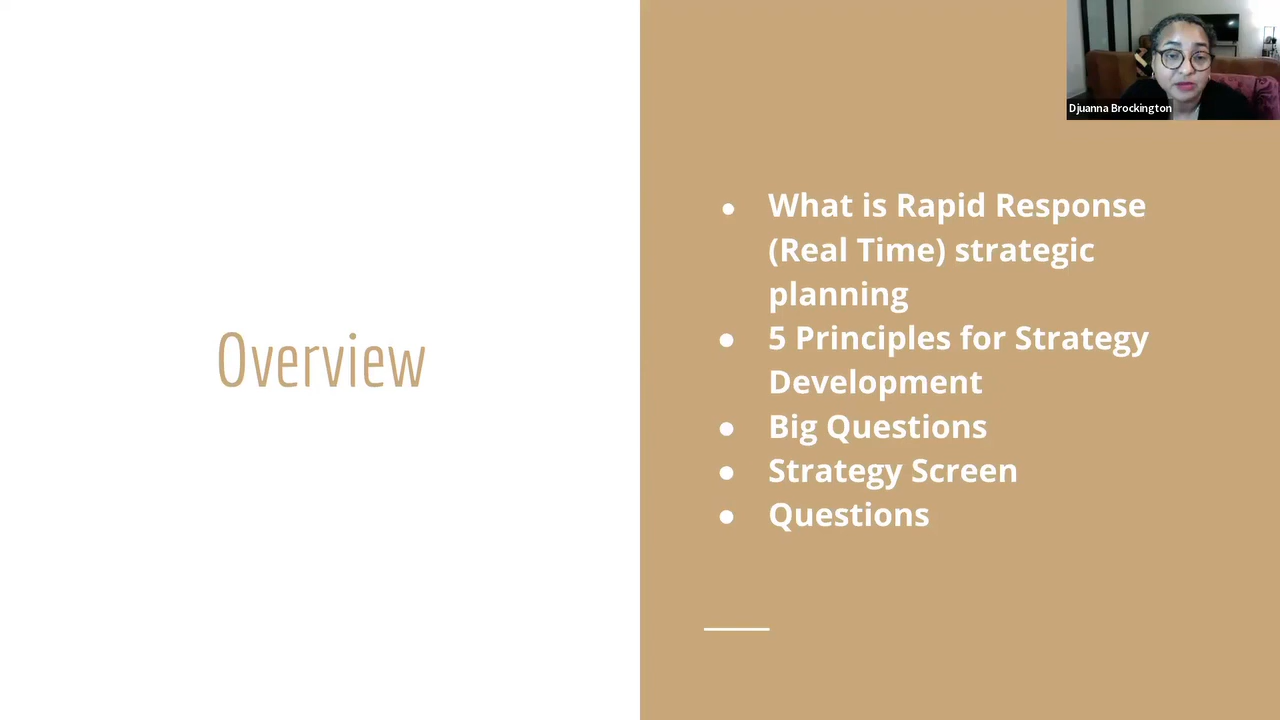 Djuanna Brockington
Overview
● What is Rapid Response
(Real Time) strategic
planning
● 5 Principles for Strategy
Development
● Big Questions
● Strategy Screen
● Questions